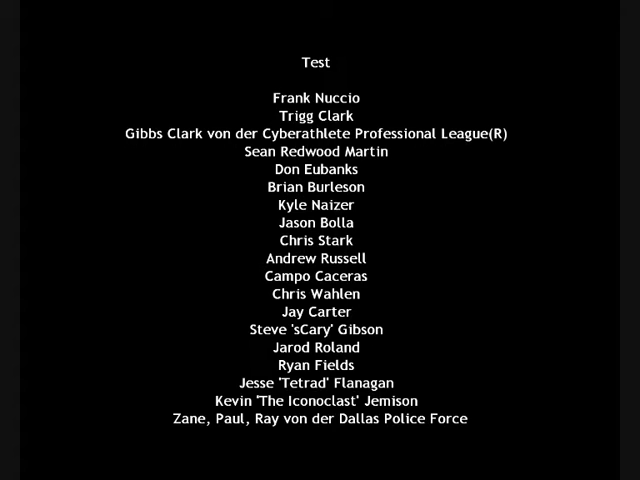 Test
Frank Nuccio
Trigg Clark
Gibbs Clark von der Cyberathlete Professional League(R)
Sean Redwood Martin
Don Eubanks
Brian Burleson
Kyle Naizer
Jason Bolla
Chris Stark
Andrew Russell
Campo Caceras
Chris Wahlen
Jay Carter
Steve 'sCary' Gibson
Jarod Roland
Ryan Fields
Jesse 'Tetrad' Flanagan
Kevin 'The Iconoclast' Jemison
Zane, Paul, Ray von der Dallas Police Force